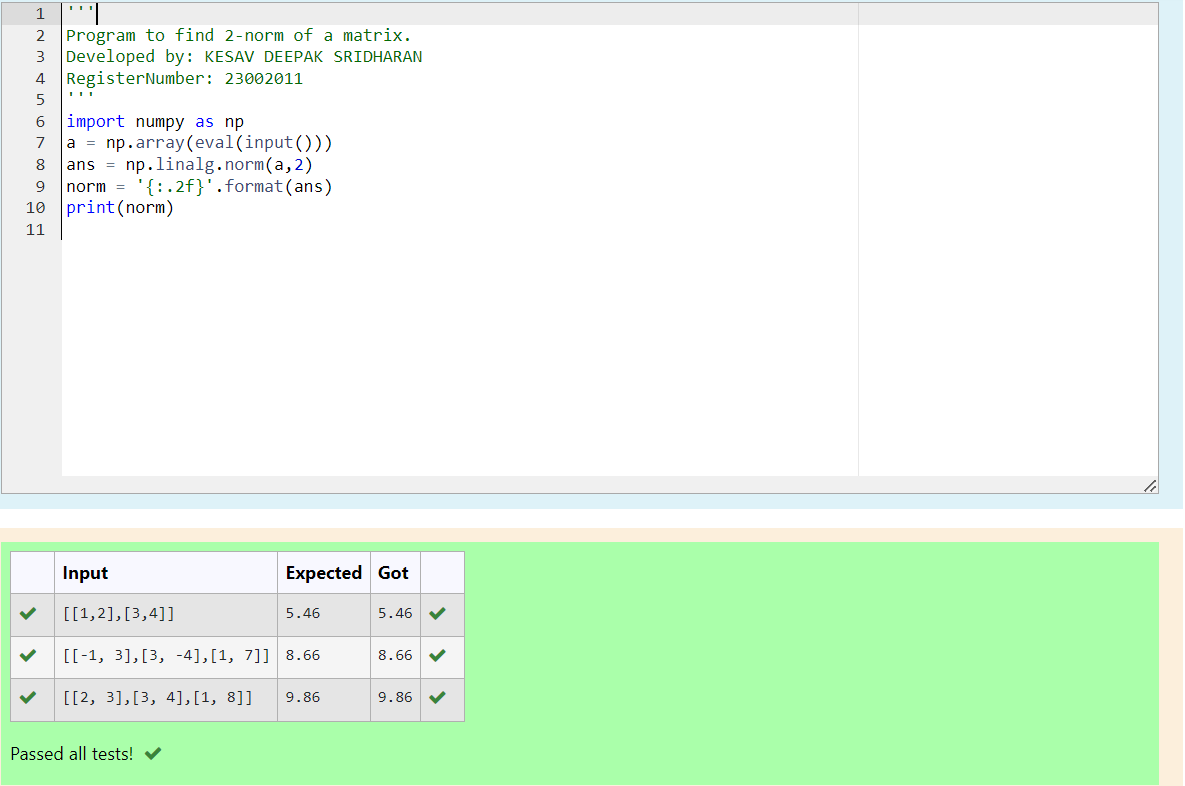 1 '''
2 Program to find 2-norm of a matrix.
3 Developed by: KESAV DEEPAK SRIDHARAN
4 RegisterNumber: 23002011
5 '''
6 import numpy as np
7 a = np.array(eval(input()))
8 ans = np.linalg.norm(a,2)
9 norm = '{:.2f}'.format(ans)
10 print(norm)
11
Input Expected Got
[[1,2],[3,4]] 5.46 5.46
[[-1, 3],[3, -4],[1, 7]] 8.66 8.66
[[2, 3],[3, 4],[1, 8]] 9.86 9.86
Passed all tests!